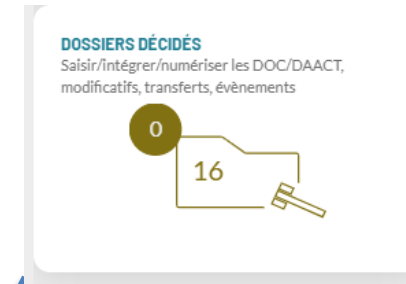 DOSSIERS DÉCIDÉS
Saisir/intégrer/numériser les DOC/DAACT,
modificatifs, transferts, évènements
0
16